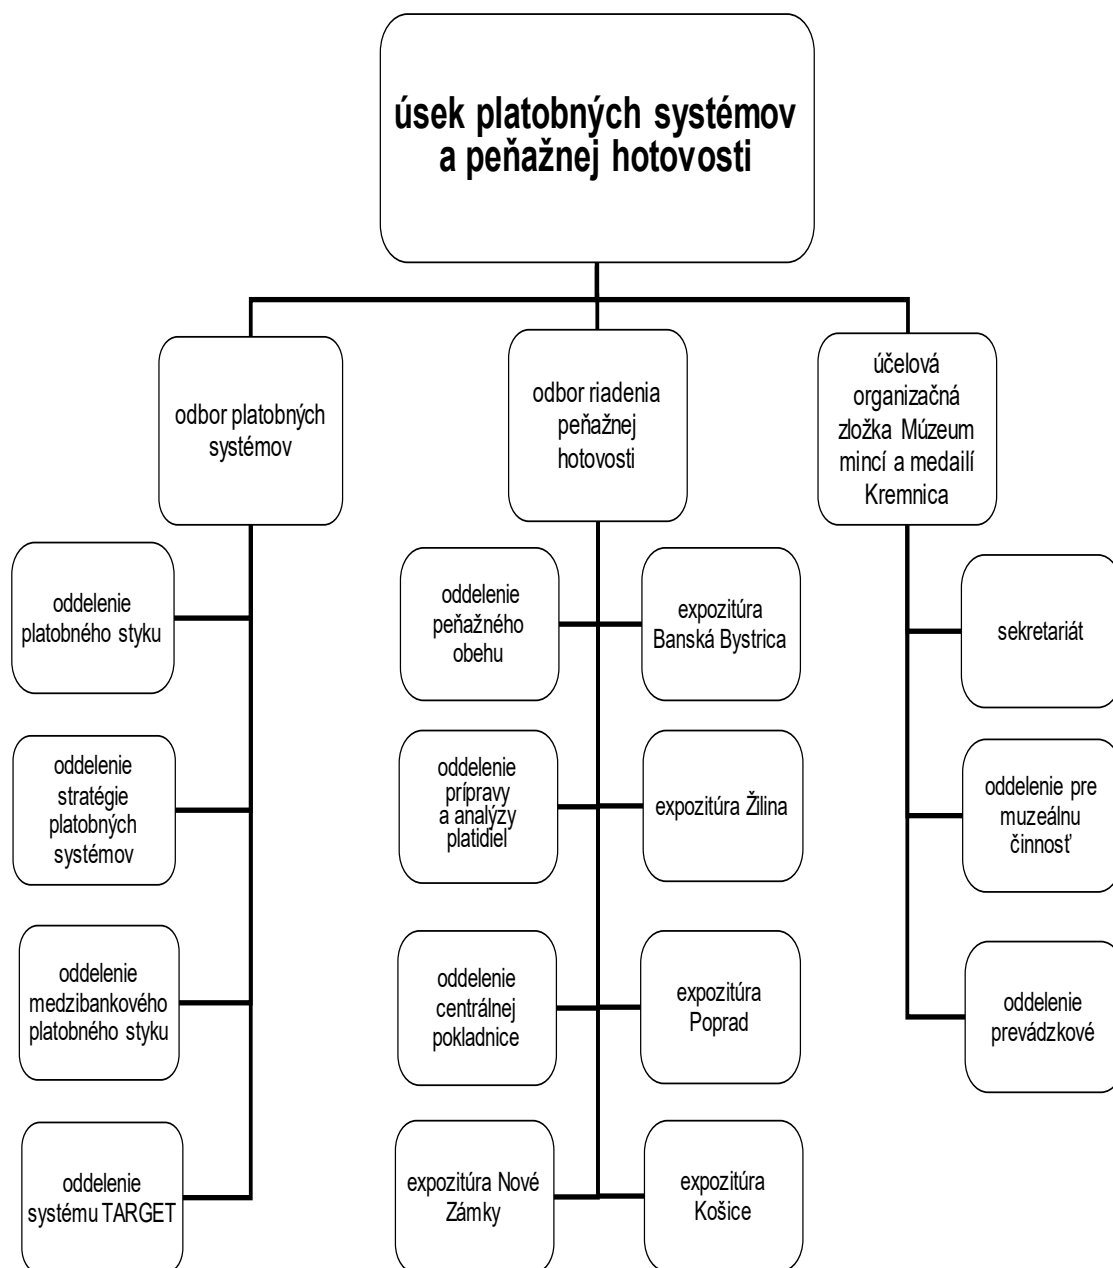 úsek platobných systémov
a peňažnej hotovosti
odbor platobných
systémov
odbor riadenia
peňažnej
hotovosti
účelová
organizačná
zložka Múzeum
mincí a medailí
Kremnica
oddelenie
platobného styku
oddelenie
stratégie
platobných
systémov
oddelenie
medzibankového
platobného styku
oddelenie
systému TARGET
oddelenie
peňažného
obehu
expozitúra
Banská Bystrica
oddelenie
prípravy
a analýzy
platidiel
expozitúra Žilina
oddelenie
centrálnej
pokladnice
expozitúra
Poprad
expozitúra Nové
Zámky
expozitúra
Košice
sekretariát
oddelenie pre
muzeálnu
činnosť
oddelenie
prevádzkové